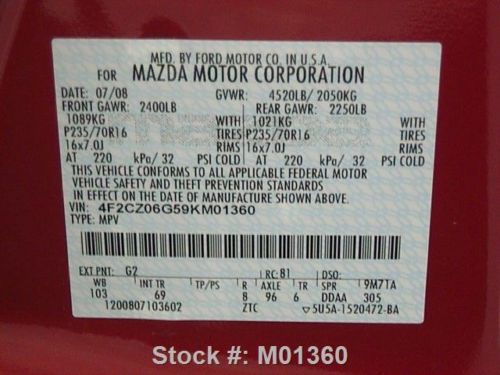 MFD. BY FORD MOTOR CO. IN U.S.A.
FOR MAZDA MOTOR CORPORATION
DATE: 07/08 GVWR: 4520LB/ 2050KG
FRONT GAWR: 2400LB REAR GAWR: 2250LB
1089KG WITH 1021KG WITH
P235/70R16 TIRES P235/70R16 TIRES
16x7.0J RIMS 16x7.0J RIMS
AT 220 kPa/ 32 PSI COLD AT 220 kPa/ 32 PSI COLD
THIS VEHICLE CONFORMS TO ALL APPLICABLE FEDERAL MOTOR
VEHICLE SAFETY AND THEFT PREVENTION STANDARDS
IN EFFECT ON THE DATE OF MANUFACTURE SHOWN ABOVE.
VIN: 4F2CZ06G59KM01360
TYPE: MPV
EXT PNT: G2 RC: 81 DSO:
WB INT TR TP/PS R AXLE TR SPR 9M7TA
103 69 8 96 6 DDAA 305
1200807103602 ZTC 5U5A-1520472-BA
Stock #: M01360